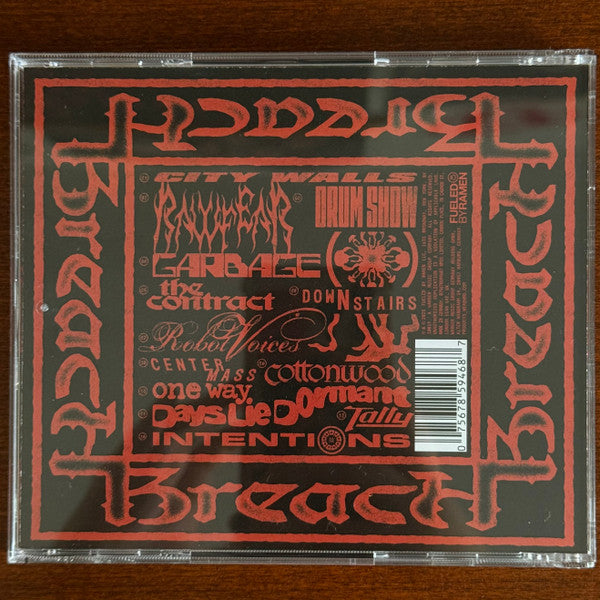 Breach
Breach
Breach
Breach
CITY WALLS
RAWFEAR
DRUM SHOW
GARBAGE
the contract
DOWNSTAIRS
Robot Voices
CENTER MASS
cottonwood
one way
Days Lie Dormant
Tally
INTENTIONS
FUELED
BY RAMEN
0 75678 59468 7